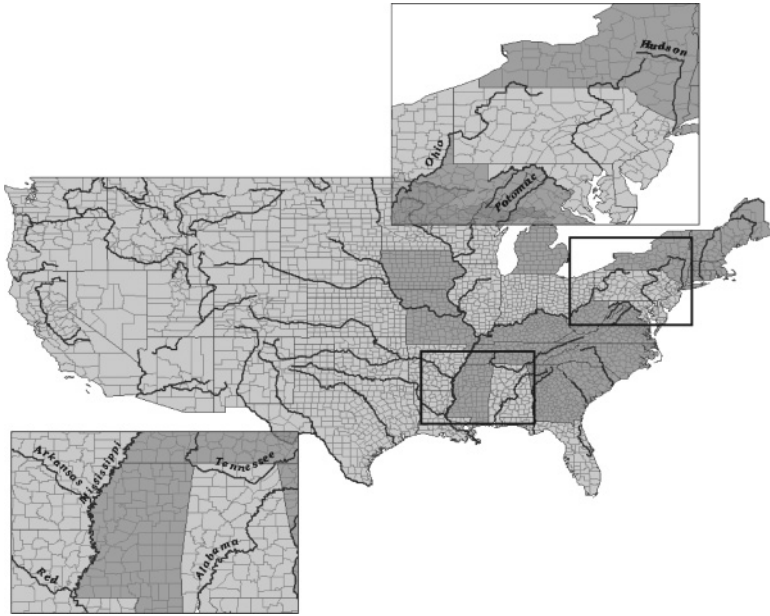 Hudson
Ohio
Potomac
Arkansas
Mississippi
Tennessee
Alabama
Red